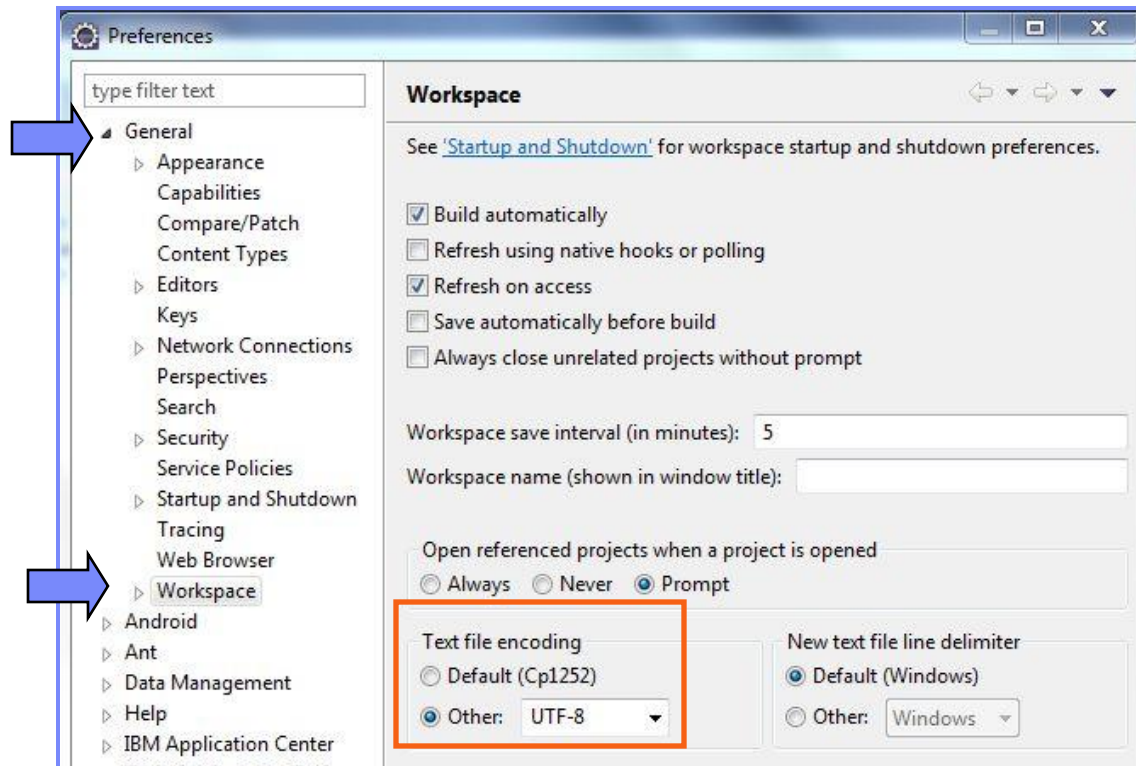 Preferences
type filter text
General
Appearance
Capabilities
Compare/Patch
Content Types
Editors
Keys
Network Connections
Perspectives
Search
Security
Service Policies
Startup and Shutdown
Tracing
Web Browser
Workspace
Android
Ant
Data Management
Help
IBM Application Center
Workspace
See 'Startup and Shutdown' for workspace startup and shutdown preferences.
Build automatically
Refresh using native hooks or polling
Refresh on access
Save automatically before build
Always close unrelated projects without prompt
Workspace save interval (in minutes): 5
Workspace name (shown in window title):
Open referenced projects when a project is opened
Always Never Prompt
Text file encoding
Default (Cp1252)
Other: UTF-8
New text file line delimiter
Default (Windows)
Other: Windows